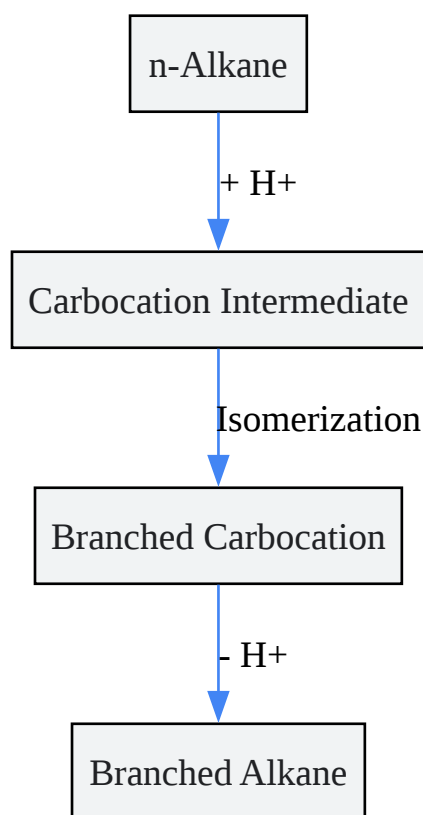 n-Alkane
+ H+
Carbocation Intermediate
Isomerization
Branched Carbocation
- H+
Branched Alkane